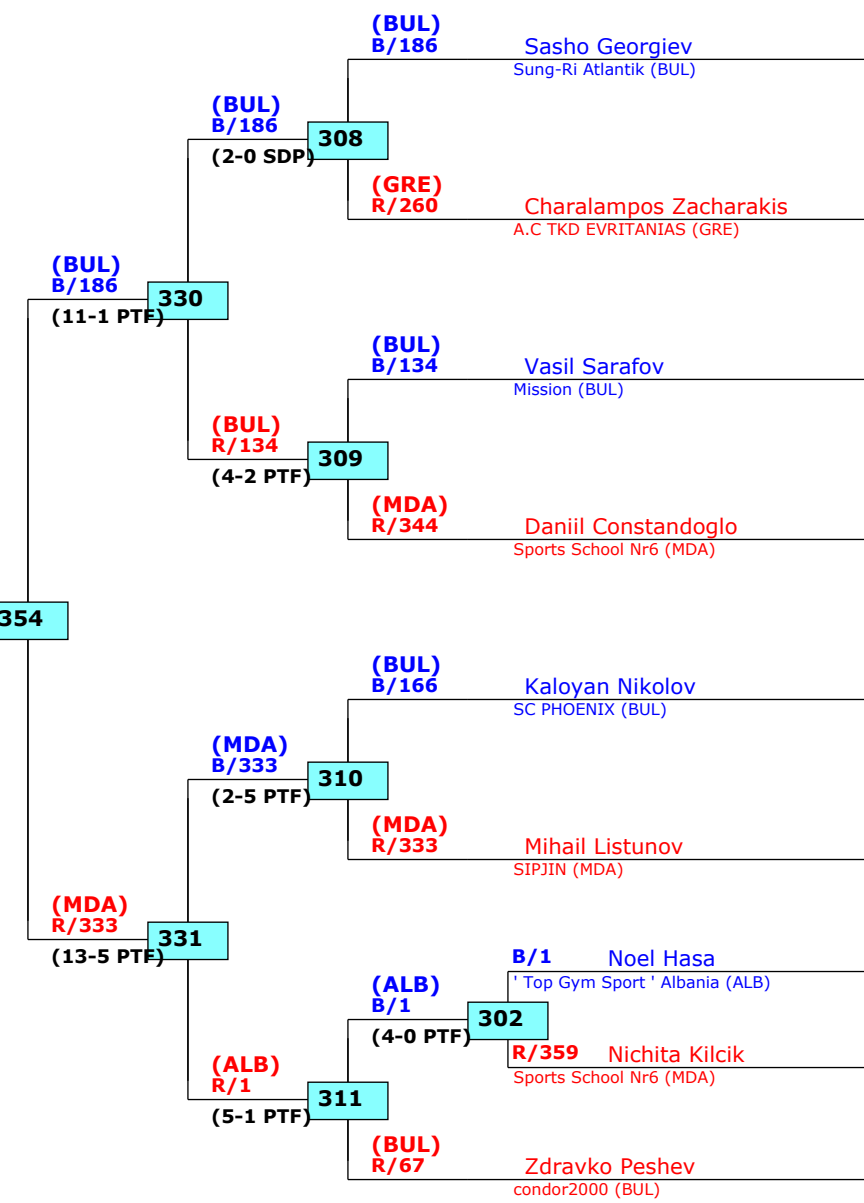 (BUL)
B/186
Sasho Georgiev
Sung-Ri Atlantik (BUL)
(BUL)
B/186
308
(2-0 SDP)
(GRE)
R/260
Charalampos Zacharakis
A.C TKD EVRITANIAS (GRE)
(BUL)
B/186
330
(11-1 PTF)
(BUL)
B/134
Vasil Sarafov
Mission (BUL)
(BUL)
R/134
309
(4-2 PTF)
(MDA)
R/344
Daniil Constandoglo
Sports School Nr6 (MDA)
354
(BUL)
B/166
Kaloyan Nikolov
SC PHOENIX (BUL)
(MDA)
B/333
310
(2-5 PTF)
(MDA)
R/333
Mihail Listunov
SIPJIN (MDA)
(MDA)
R/333
331
(13-5 PTF)
B/1 Noel Hasa
' Top Gym Sport ' Albania (ALB)
(ALB)
B/1
302
(4-0 PTF)
R/359 Nichita Kilcik
Sports School Nr6 (MDA)
(ALB)
R/1
311
(5-1 PTF)
(BUL)
R/67
Zdravko Peshev
condor2000 (BUL)